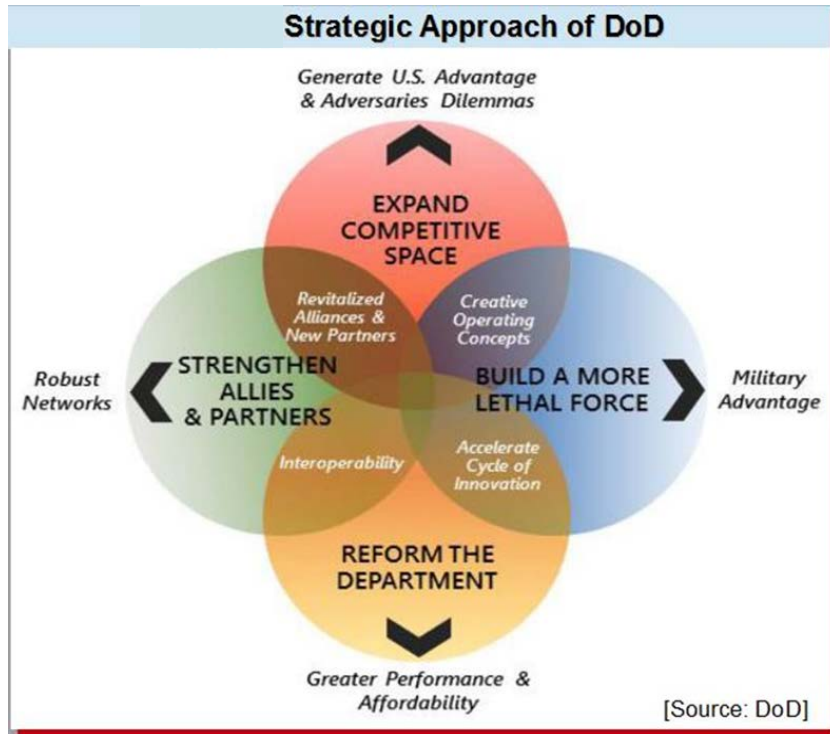 Strategic Approach of DoD
Generate U.S. Advantage
& Adversaries Dilemmas
EXPAND
COMPETITIVE
SPACE
Revitalized
Alliances &
New Partners
Creative
Operating
Concepts
STRENGTHEN
ALLIES
& PARTNERS
BUILD A MORE
LETHAL FORCE
Robust
Networks
Military
Advantage
Interoperability
Accelerate
Cycle of
Innovation
REFORM THE
DEPARTMENT
Greater Performance &
Affordability
[Source: DoD]